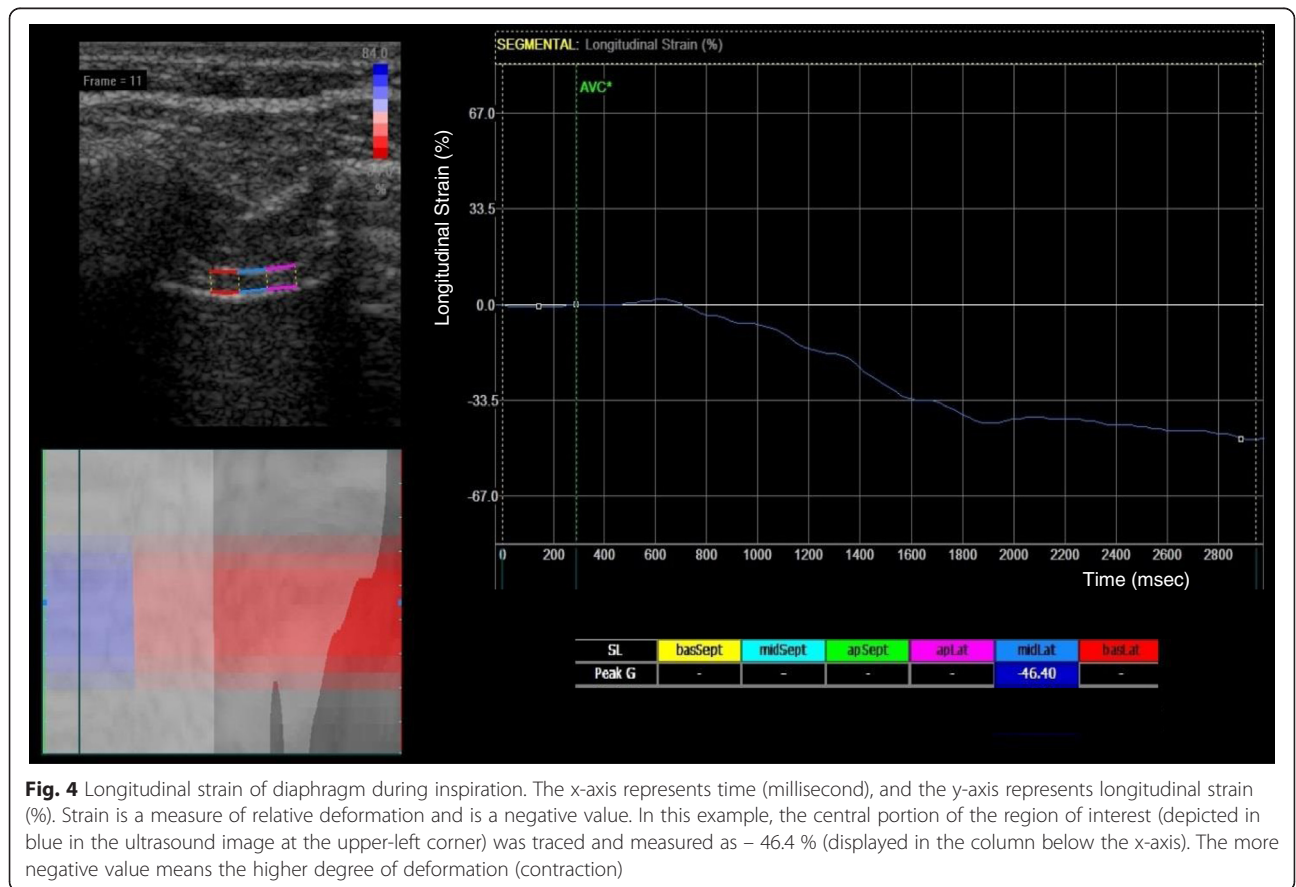 84.0
Frame = 11
%
SEGMENTAL: Longitudinal Strain (%)
AVC*
Longitudinal Strain (%)
67.0
33.5
0.0
-33.5
-67.0
0 200 400 600 800 1000 1200 1400 1600 1800 2000 2200 2400 2600 2800
Time (msec)
SL basSept midSept apSept apLat midLat basLat
Peak G - - - - -46.40 -
Fig. 4 Longitudinal strain of diaphragm during inspiration. The x-axis represents time (millisecond), and the y-axis represents longitudinal strain
(%). Strain is a measure of relative deformation and is a negative value. In this example, the central portion of the region of interest (depicted in
blue in the ultrasound image at the upper-left corner) was traced and measured as – 46.4 % (displayed in the column below the x-axis). The more
negative value means the higher degree of deformation (contraction)